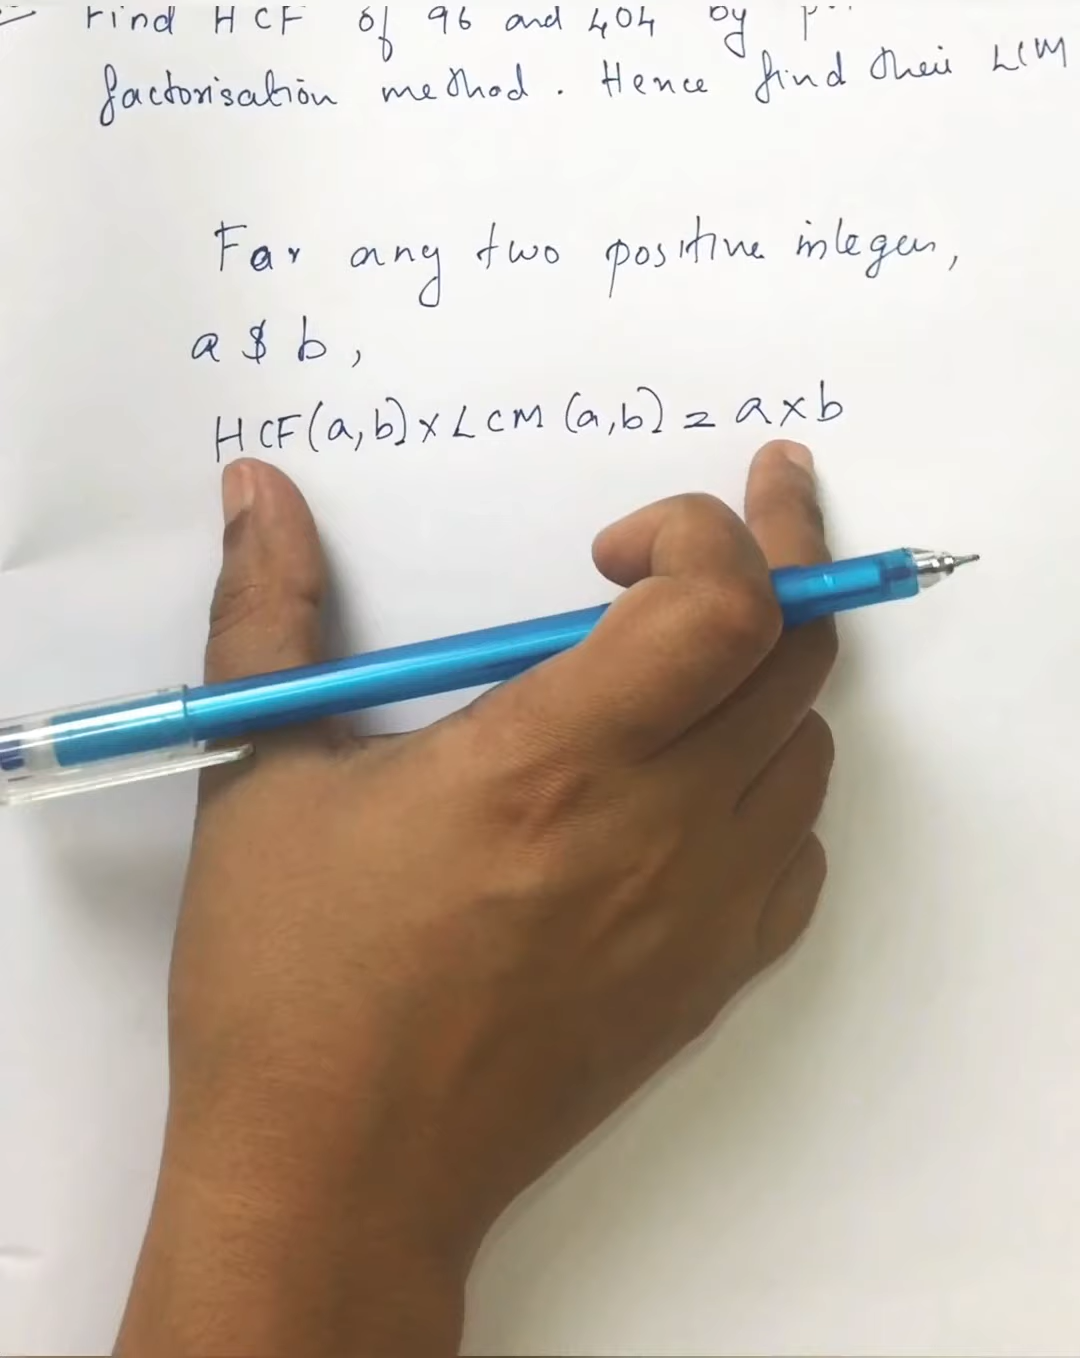 Find HCF of 96 and 404 by
factorisation method. Hence find their LCM
For any two positive integers,
a $ b,
HCF(a,b) x LCM (a,b) = a x b